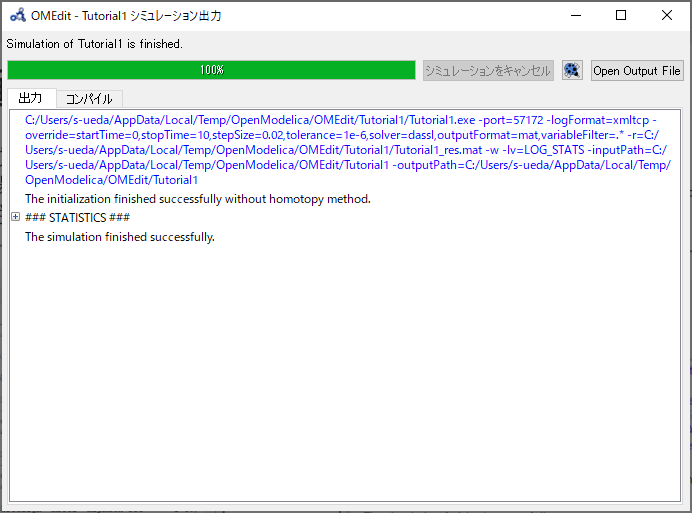 OMEdit - Tutorial1 シミュレーション出力
Simulation of Tutorial1 is finished.
100%
シミュレーションをキャンセル
Open Output File
出力
コンパイル
C:/Users/s-ueda/AppData/Local/Temp/OpenModelica/OMEdit/Tutorial1/Tutorial1.exe -port=57172 -logFormat=xmltcp -
override=startTime=0,stopTime=10,stepSize=0.02,tolerance=1e-6,solver=dassl,outputFormat=mat,variableFilter=.* -r=C:/
Users/s-ueda/AppData/Local/Temp/OpenModelica/OMEdit/Tutorial1/Tutorial1_res.mat -w -lv=LOG_STATS -inputPath=C:/
Users/s-ueda/AppData/Local/Temp/OpenModelica/OMEdit/Tutorial1 -outputPath=C:/Users/s-ueda/AppData/Local/Temp/
OpenModelica/OMEdit/Tutorial1
The initialization finished successfully without homotopy method.
### STATISTICS ###
The simulation finished successfully.